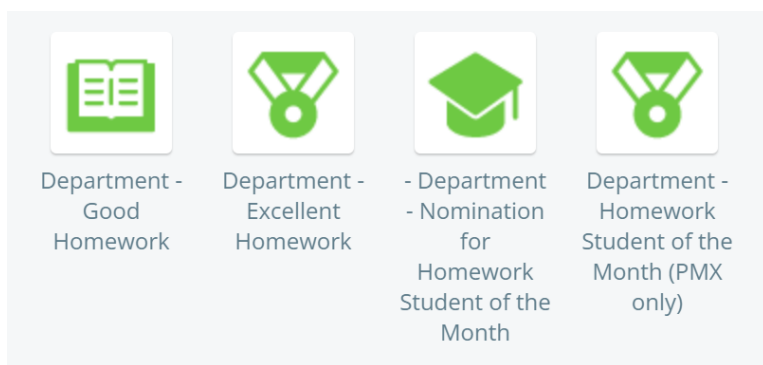 Department -
Good
Homework
Department -
Excellent
Homework
- Department
- Nomination
for
Homework
Student of the
Month
Department -
Homework
Student of the
Month (PMX
only)